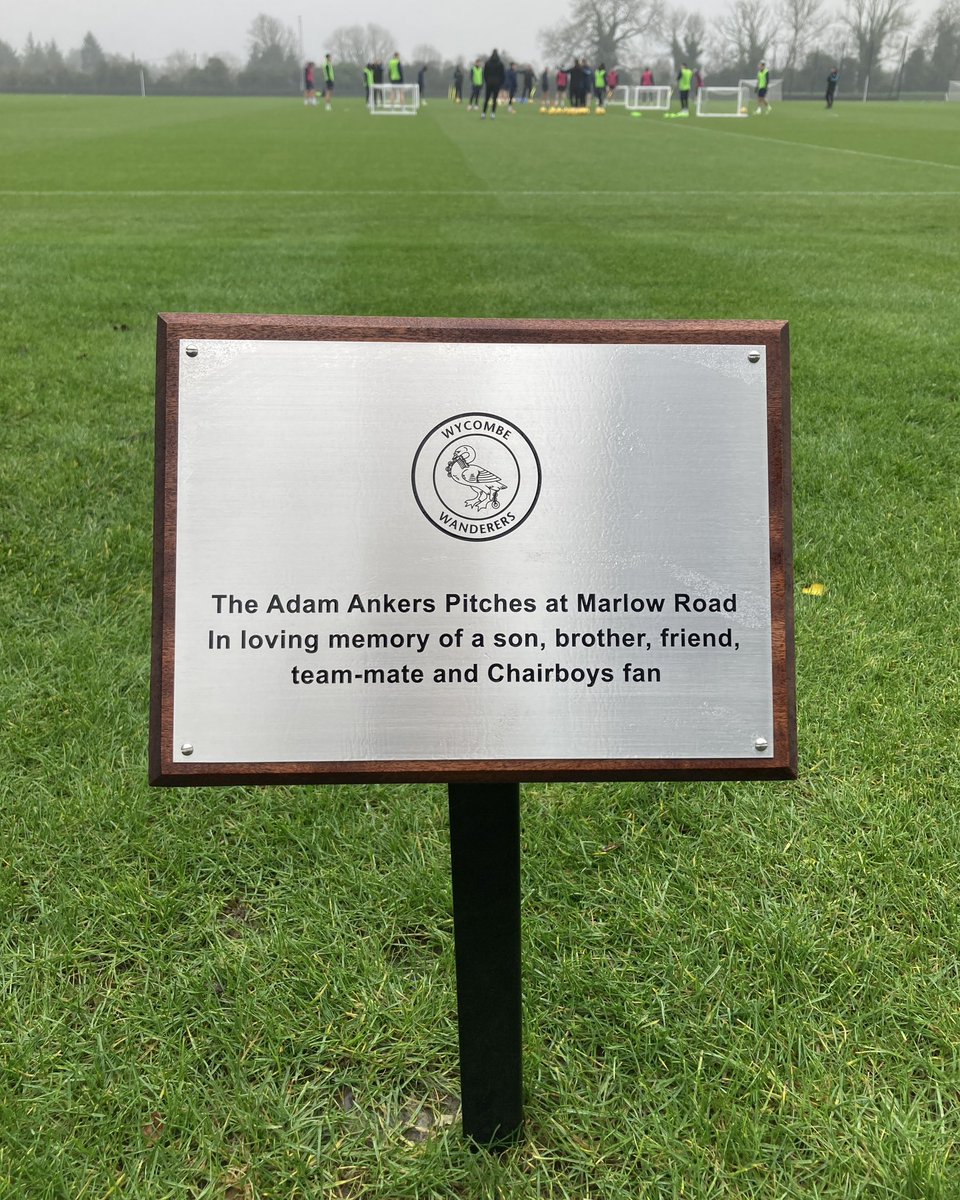 WYCOMBE
WANDERERS
The Adam Ankers Pitches at Marlow Road
In loving memory of a son, brother, friend,
team-mate and Chairboys fan